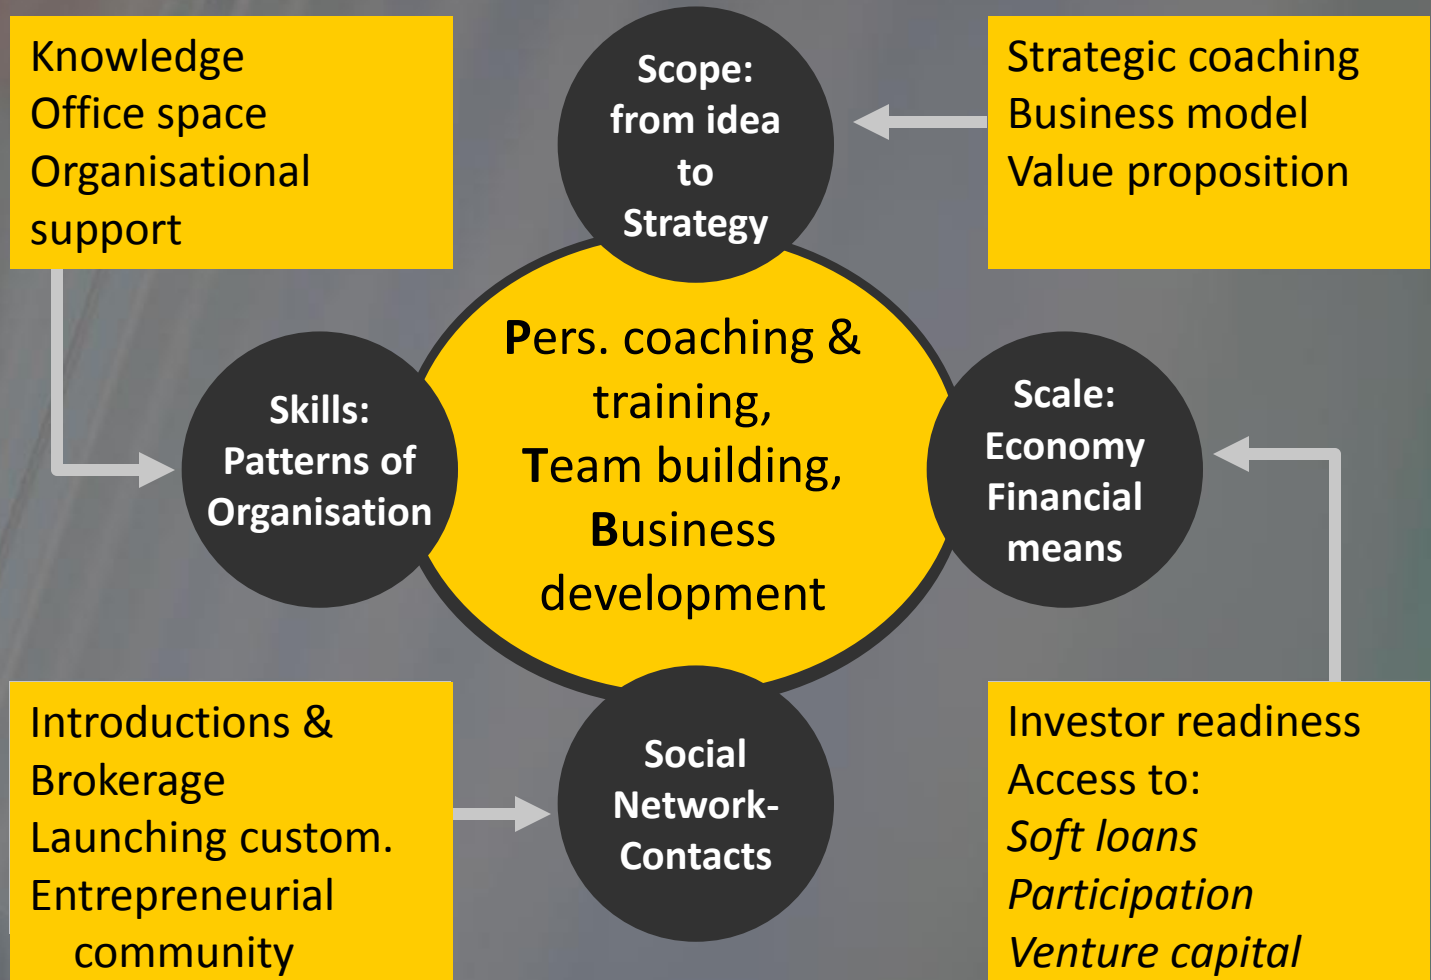 Knowledge
Office space
Organisational
support
Scope:
from idea
to
Strategy
Strategic coaching
Business model
Value proposition
Skills:
Patterns of
Organisation
Pers. coaching &
training,
Team building,
Business
development
Scale:
Economy
Financial
means
Introductions &
Brokerage
Launching custom.
Entrepreneurial
community
Social
Network-
Contacts
Investor readiness
Access to:
Soft loans
Participation
Venture capital